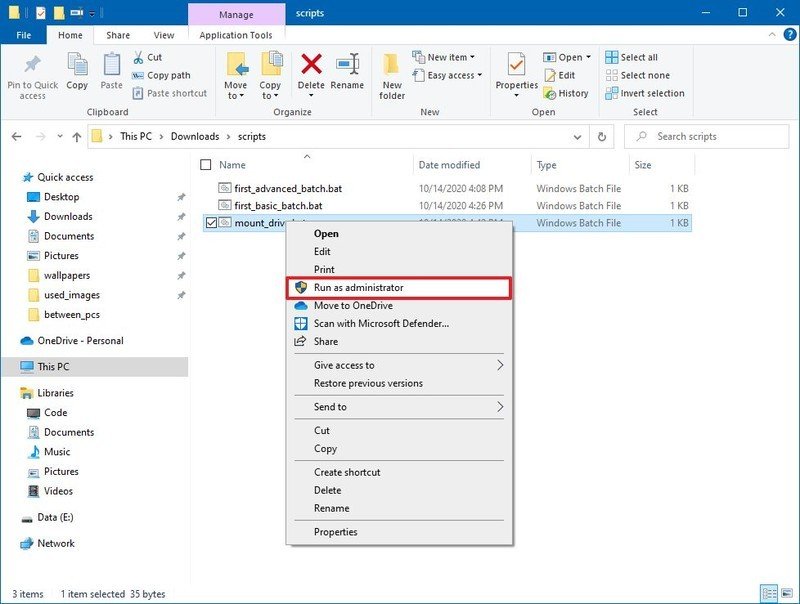 Manage
scripts
File
Home
Share
View
Application Tools
Pin to Quick access
Copy
Paste
Cut
Copy path
Paste shortcut
Clipboard
Move to
Copy to
Delete
Rename
Organize
New folder
New item
Easy access
New
Properties
Open
Edit
History
Open
Select all
Select none
Invert selection
Select
This PC
Downloads
scripts
Search scripts
Name
Date modified
Type
Size
first_advanced_batch.bat 10/14/2020 4:08 PM Windows Batch File 1 KB
first_basic_batch.bat 10/14/2020 4:26 PM Windows Batch File 1 KB
Windows Batch File 1 KB
Quick access
Desktop
Downloads
Documents
Pictures
wallpapers
used_images
between_pcs
OneDrive - Personal
This PC
Libraries
Code
Documents
Music
Pictures
Videos
Data (E:)
Network
Open
Edit
Print
Run as administrator
Move to OneDrive
Scan with Microsoft Defender...
Share
Give access to
Restore previous versions
Send to
Cut
Copy
Create shortcut
Delete
Rename
Properties
3 items
1 item selected 35 bytes